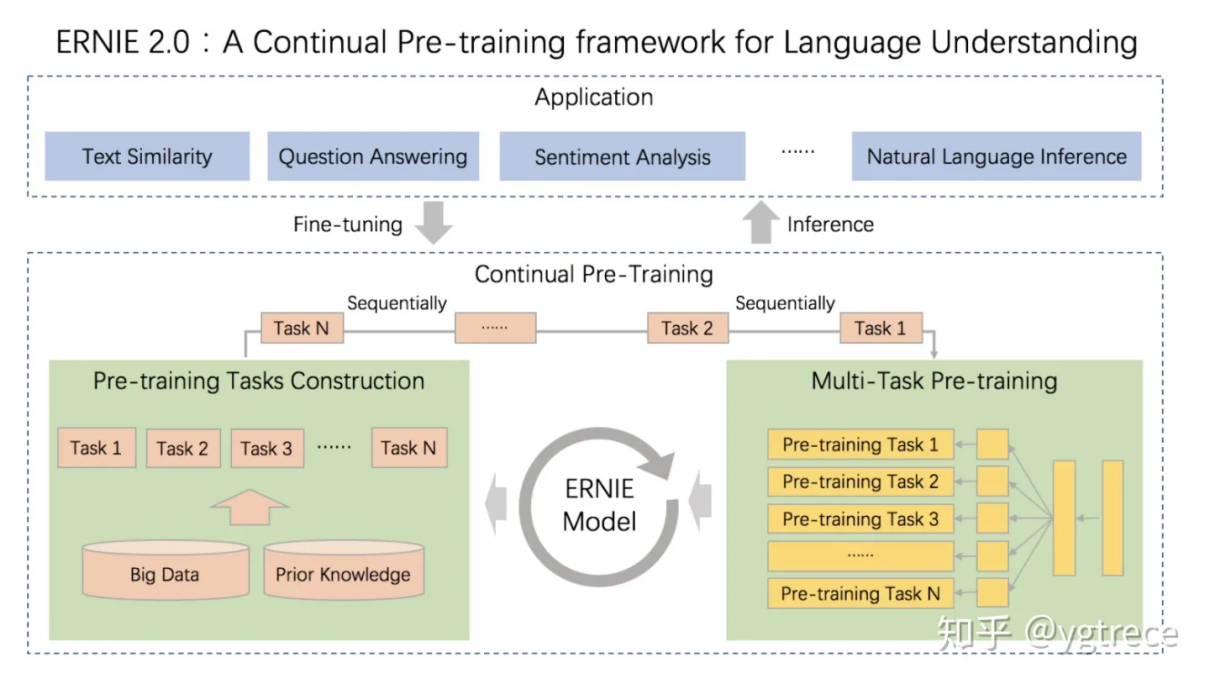 ERNIE 2.0：A Continual Pre-training framework for Language Understanding
Application
Text Similarity
Question Answering
Sentiment Analysis
......
Natural Language Inference
Fine-tuning
Inference
Continual Pre-Training
Sequentially
Sequentially
Task N
......
Task 2
Task 1
Pre-training Tasks Construction
Task 1
Task 2
Task 3
......
Task N
Big Data
Prior Knowledge
ERNIE
Model
Multi-Task Pre-training
Pre-training Task 1
Pre-training Task 2
Pre-training Task 3
......
Pre-training Task N
知乎 @ygtrece